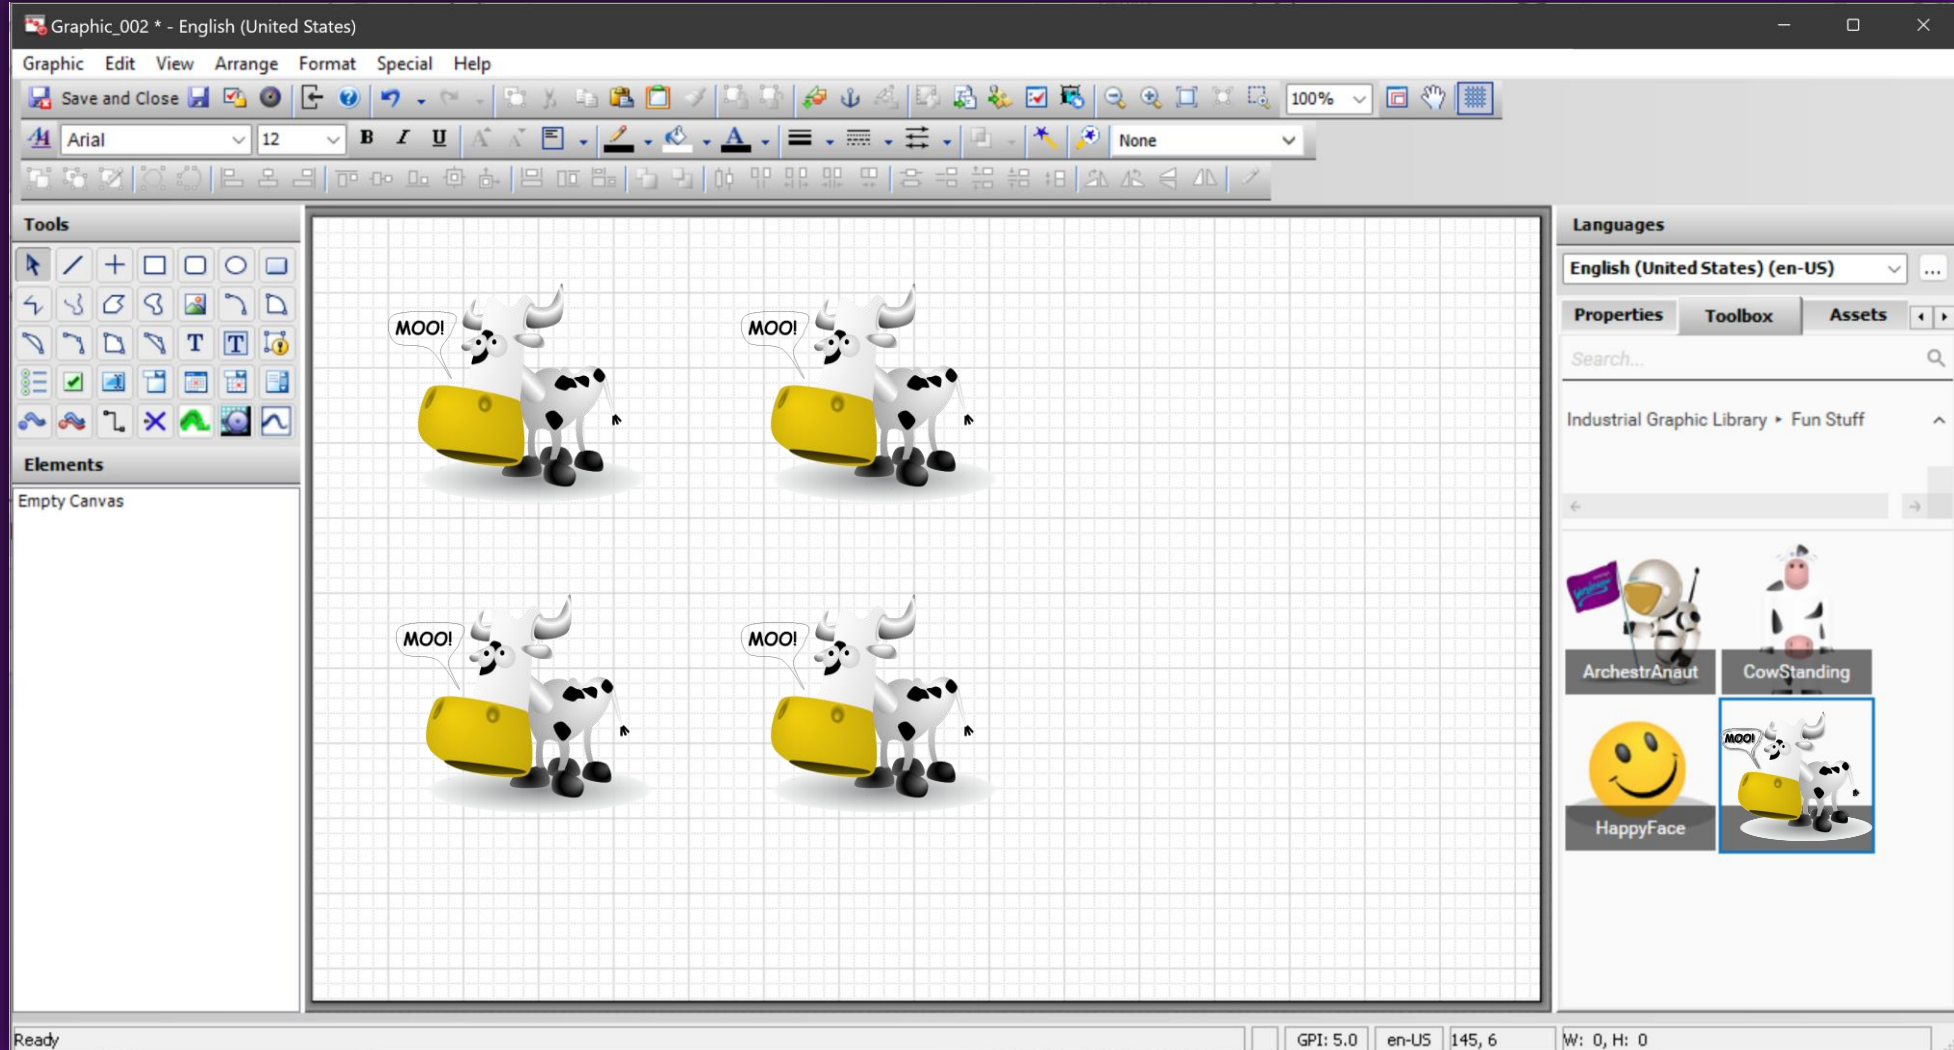 Graphic_002 * - English (United States)
Graphic Edit View Arrange Format Special Help
Save and Close 100%
Arial 12 B I U None
Tools
Elements
Empty Canvas
MOO!
MOO!
MOO!
MOO!
Languages
English (United States) (en-US)
Properties Toolbox Assets
Search...
Industrial Graphic Library ▸ Fun Stuff
ArchestrAnaut CowStanding
MOO!
HappyFace
Ready GPI: 5.0 en-US 145, 6 W: 0, H: 0